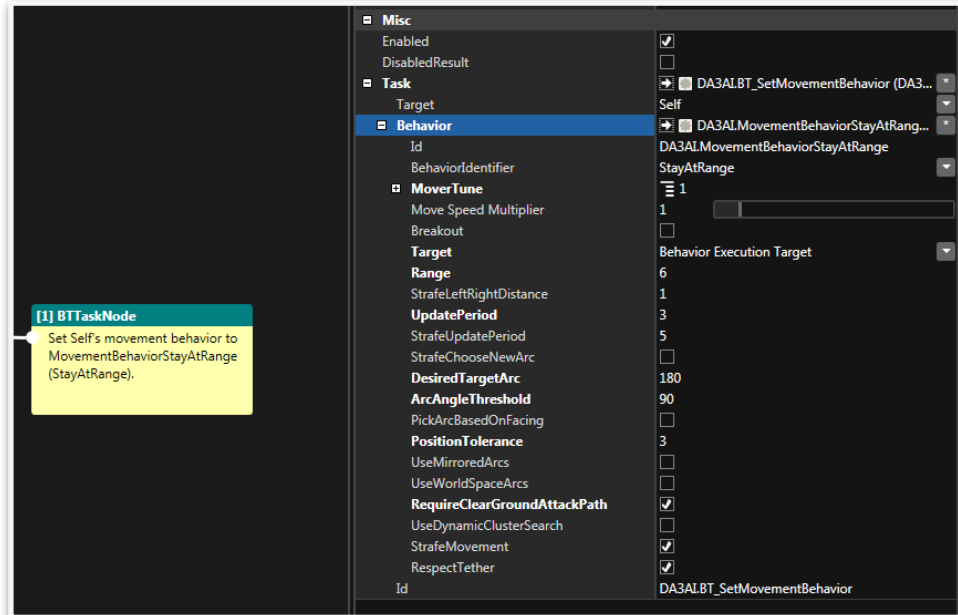 Misc
Enabled
DisabledResult
Task DA3AI.BT_SetMovementBehavior (DA3... *
Target Self
Behavior DA3AI.MovementBehaviorStayAtRang... *
Id DA3AI.MovementBehaviorStayAtRange
BehaviorIdentifier StayAtRange
MoverTune 1
Move Speed Multiplier 1
Breakout
Target Behavior Execution Target
Range 6
StrafeLeftRightDistance 1
[1] BTTaskNode
Set Self's movement behavior to
MovementBehaviorStayAtRange
(StayAtRange).
UpdatePeriod 3
StrafeUpdatePeriod 5
StrafeChooseNewArc
DesiredTargetArc 180
ArcAngleThreshold 90
PickArcBasedOnFacing
PositionTolerance 3
UseMirroredArcs
UseWorldSpaceArcs
RequireClearGroundAttackPath
UseDynamicClusterSearch
StrafeMovement
RespectTether
Id DA3AI.BT_SetMovementBehavior